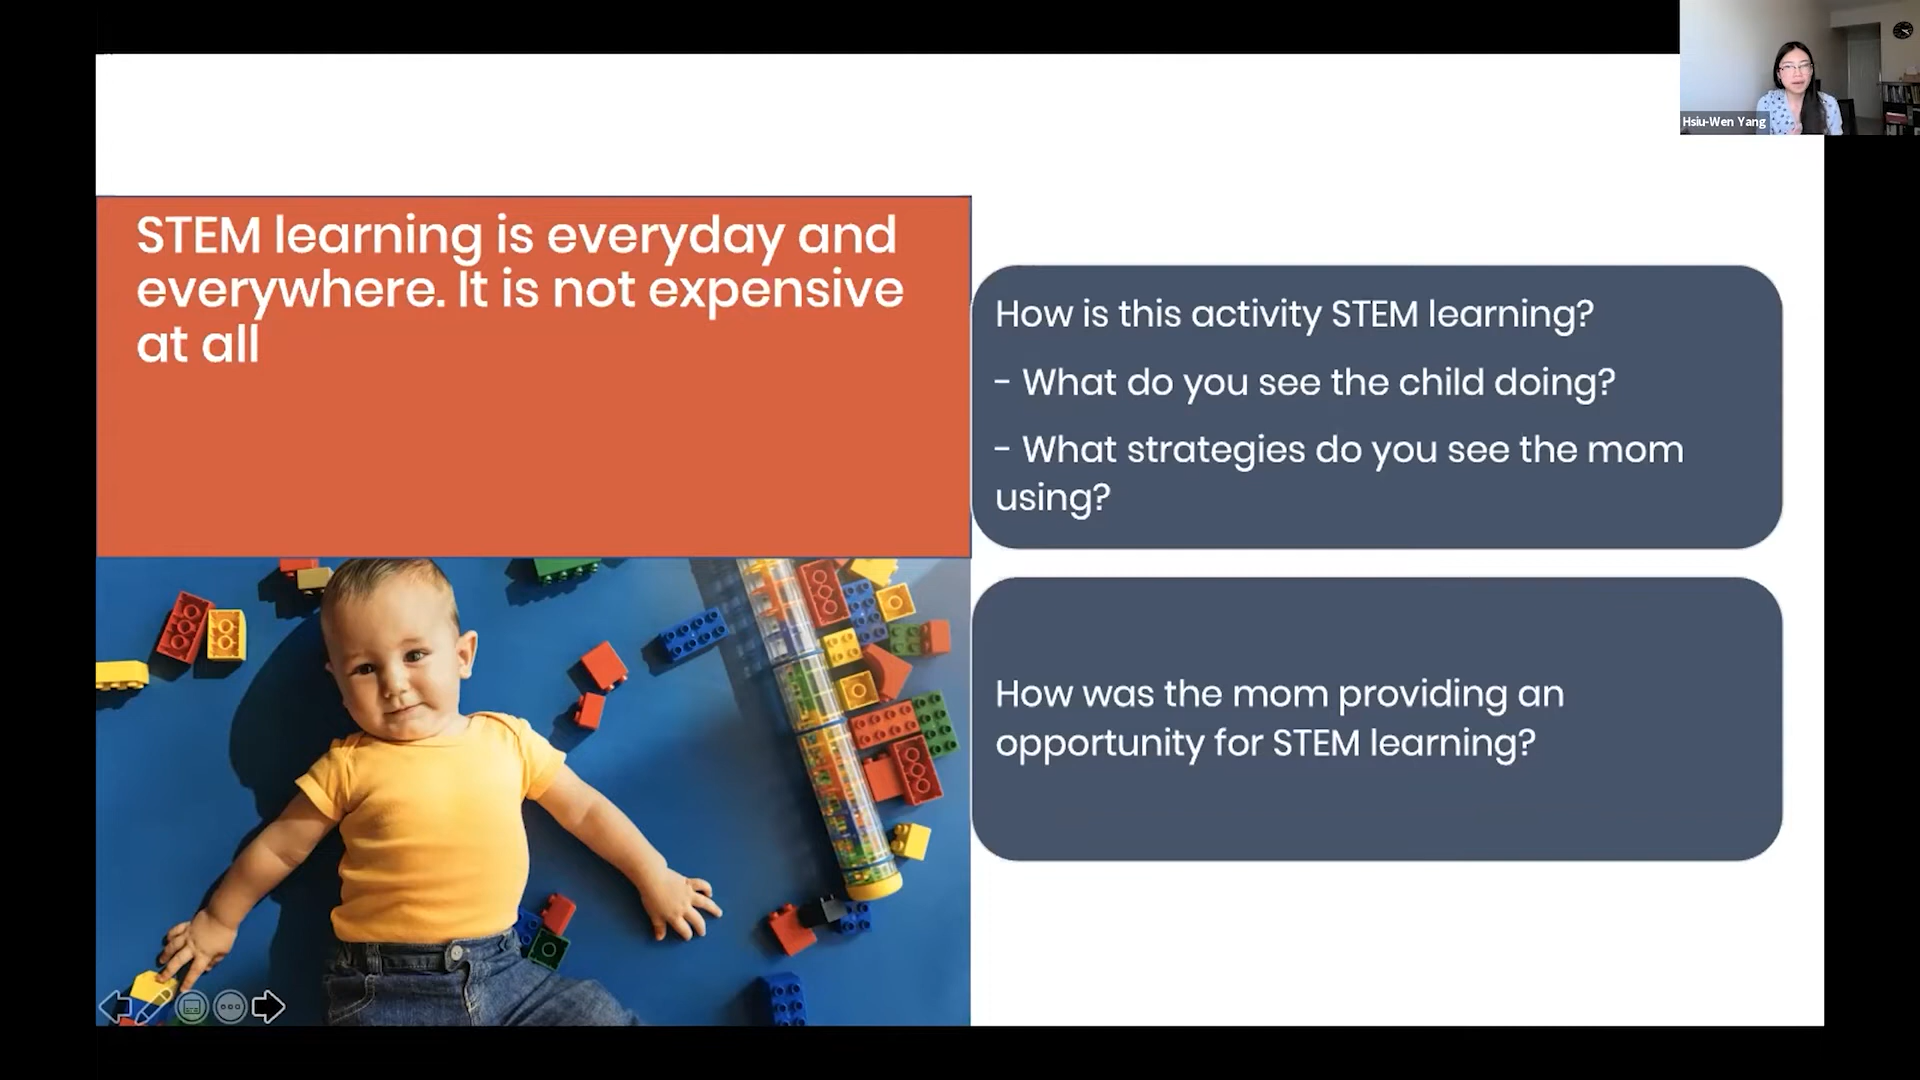 Hsiu-Wen Yang
STEM learning is everyday and
everywhere. It is not expensive
at all
How is this activity STEM learning?
- What do you see the child doing?
- What strategies do you see the mom
using?
How was the mom providing an
opportunity for STEM learning?